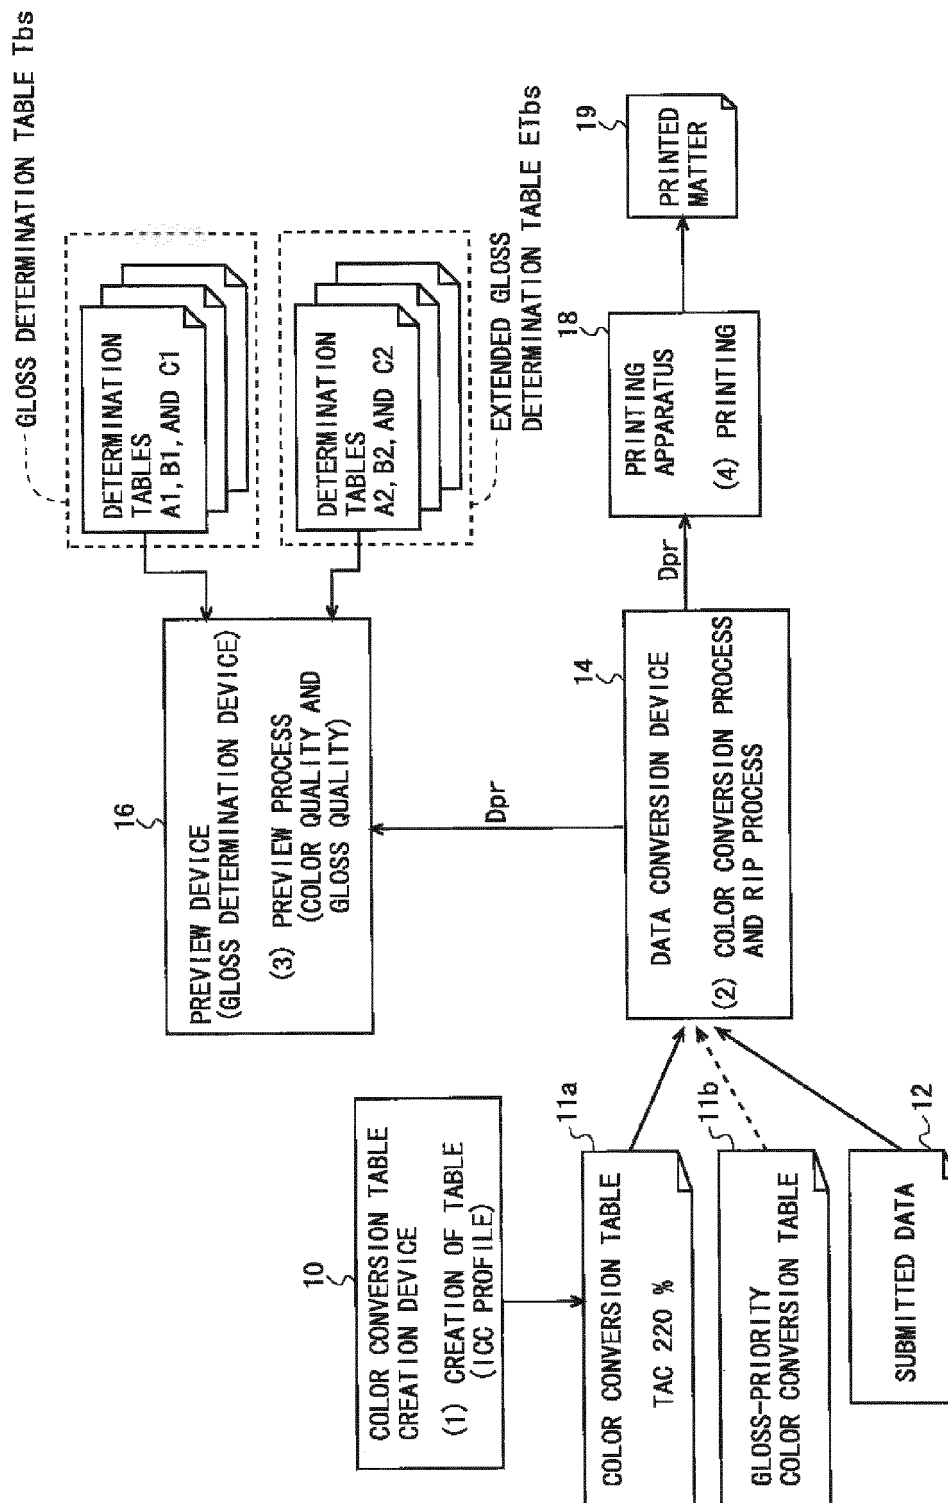 10
COLOR CONVERSION TABLE
CREATION DEVICE
(1) CREATION OF TABLE
(ICC PROFILE)
11a
COLOR CONVERSION TABLE
TAC 220 %
11b
GLOSS-PRIORITY
COLOR CONVERSION TABLE
12
SUBMITTED DATA
16
PREVIEW DEVICE
(GLOSS DETERMINATION DEVICE)
(3) PREVIEW PROCESS
(COLOR QUALITY AND
GLOSS QUALITY)
Dpr
14
DATA CONVERSION DEVICE
(2) COLOR CONVERSION PROCESS
AND RIP PROCESS
GLOSS DETERMINATION TABLE Tbs
DETERMINATION
TABLES
A1, B1, AND C1
DETERMINATION
TABLES
A2, B2, AND C2
EXTENDED GLOSS
DETERMINATION TABLE ETbs
Dpr
18
PRINTING
APPARATUS
(4) PRINTING
19
PRINTED
MATTER